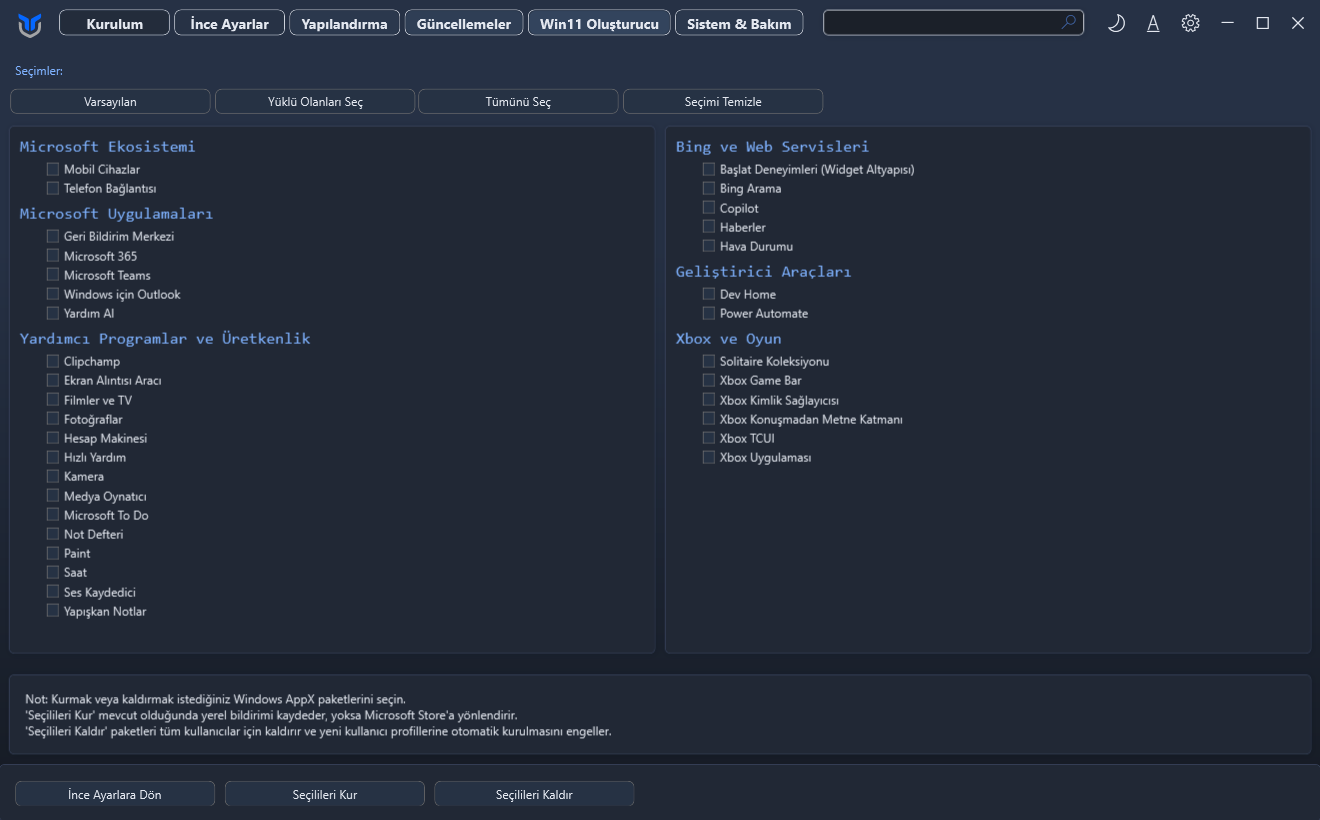 Kurulum
İnce Ayarlar
Yapılandırma
Güncellemeler
Win11 Oluşturucu
Sistem & Bakım
Seçimler:
Varsayılan
Yüklü Olanları Seç
Tümünü Seç
Seçimi Temizle
Microsoft Ekosistemi
Mobil Cihazlar
Telefon Bağlantısı
Microsoft Uygulamaları
Geri Bildirim Merkezi
Microsoft 365
Microsoft Teams
Windows için Outlook
Yardım AI
Yardımcı Programlar ve Üretkenlik
Clipchamp
Ekran Alıntısı Aracı
Filmler ve TV
Fotoğraflar
Hesap Makinesi
Hızlı Yardım
Kamera
Medya Oynatıcı
Microsoft To Do
Not Defteri
Paint
Saat
Ses Kaydedici
Yapışkan Notlar
Bing ve Web Servisleri
Başlat Deneyimleri (Widget Altyapısı)
Bing Arama
Copilot
Haberler
Hava Durumu
Geliştirici Araçları
Dev Home
Power Automate
Xbox ve Oyun
Solitaire Koleksiyonu
Xbox Game Bar
Xbox Kimlik Sağlayıcısı
Xbox Konuşmadan Metne Katmanı
Xbox TCUI
Xbox Uygulaması
Not: Kurmak veya kaldırmak istediğiniz Windows AppX paketlerini seçin.
'Seçilileri Kur' mevcut olduğunda yerel bildirimi kaydeder, yoksa Microsoft Store'a yönlendirir.
'Seçilileri Kaldır' paketleri tüm kullanıcılar için kaldırır ve yeni kullanıcı profillerine otomatik kurulmasını engeller.
İnce Ayarlara Dön
Seçilileri Kur
Seçilileri Kaldır